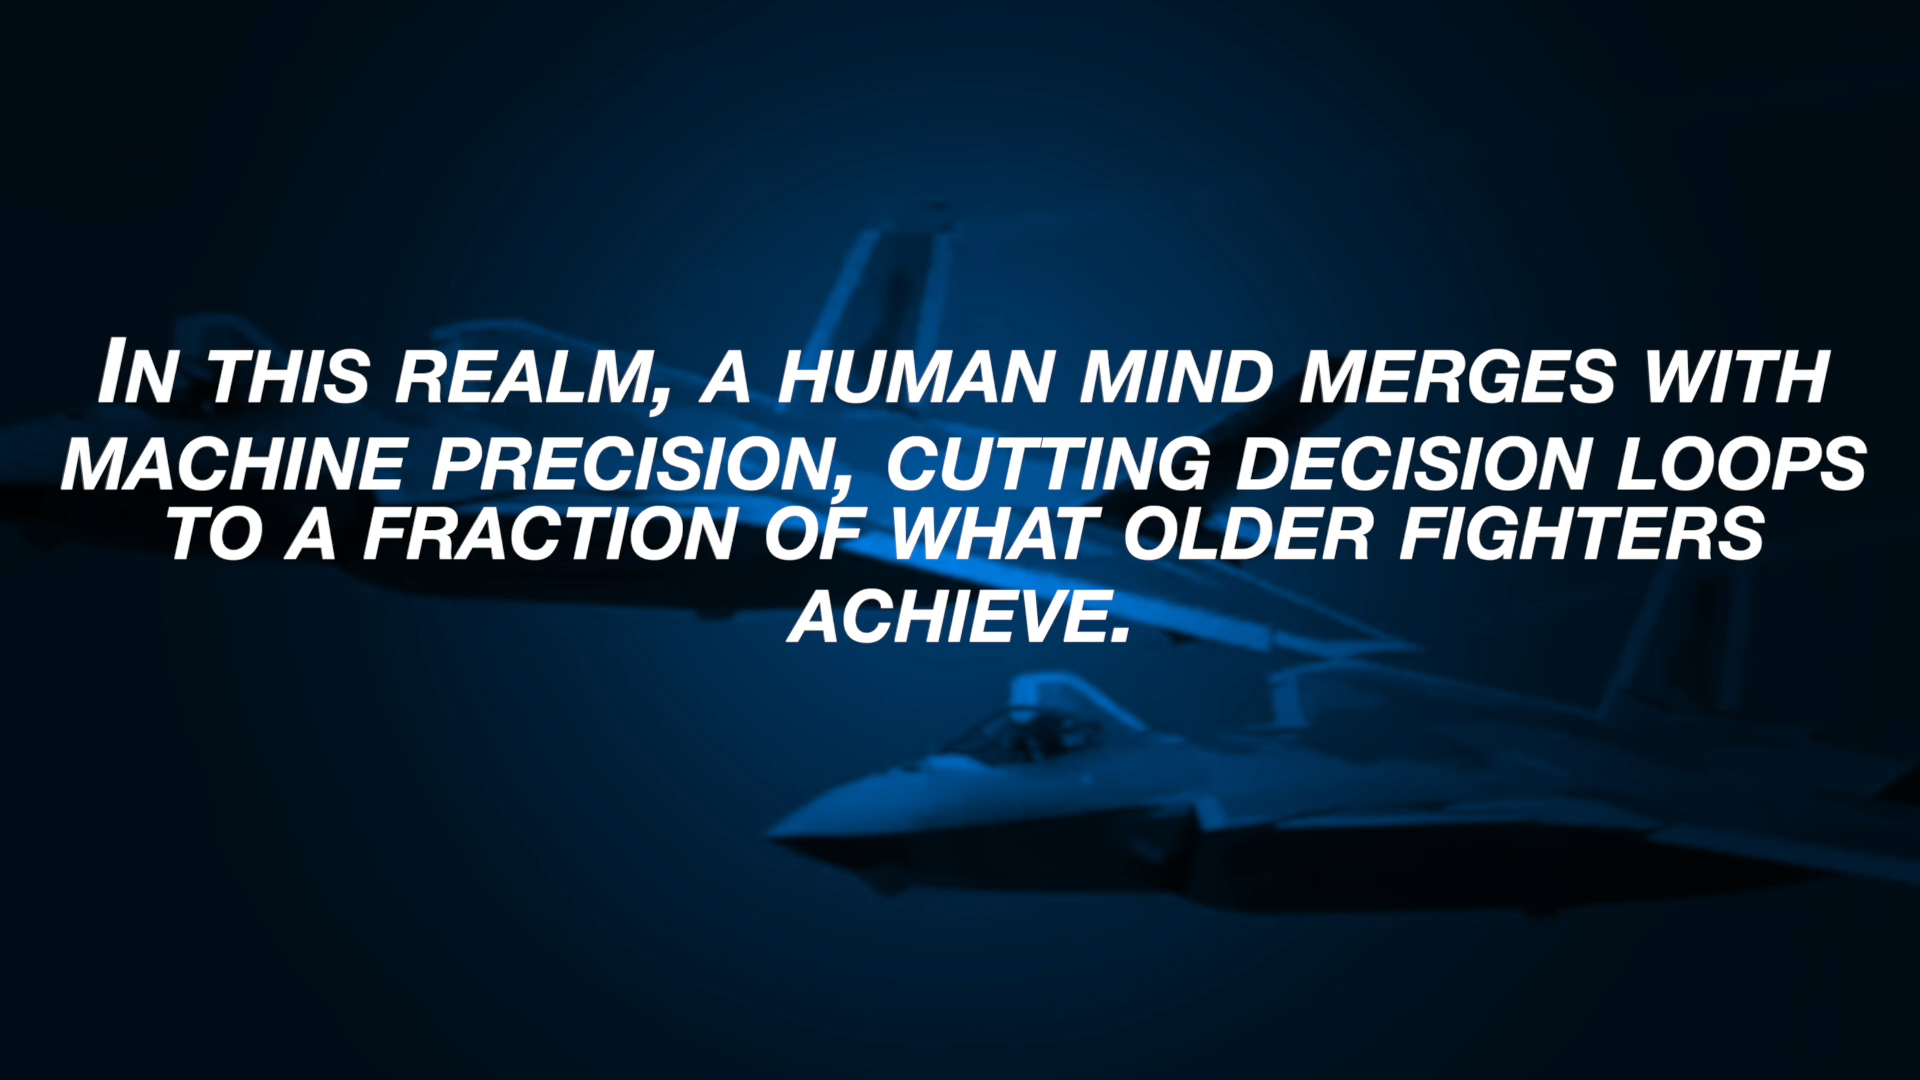 In this realm, a human mind merges with
machine precision, cutting decision loops
to a fraction of what older fighters
achieve.